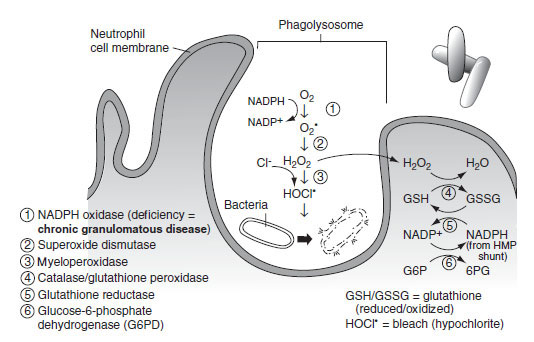 Phagolysosome
Neutrophil
cell membrane
NADPH
O2
①
NADP+
O2•
②
Cl- H2O2
③
HOCl•
Bacteria
H2O2 H2O
GSH ④ GSSG
⑤
NADP+ NADPH
(from HMP
shunt)
G6P ⑥ 6PG
① NADPH oxidase (deficiency =
chronic granulomatous disease)
② Superoxide dismutase
③ Myeloperoxidase
④ Catalase/glutathione peroxidase
⑤ Glutathione reductase
⑥ Glucose-6-phosphate
dehydrogenase (G6PD)
GSH/GSSG = glutathione
(reduced/oxidized)
HOCl• = bleach (hypochlorite)